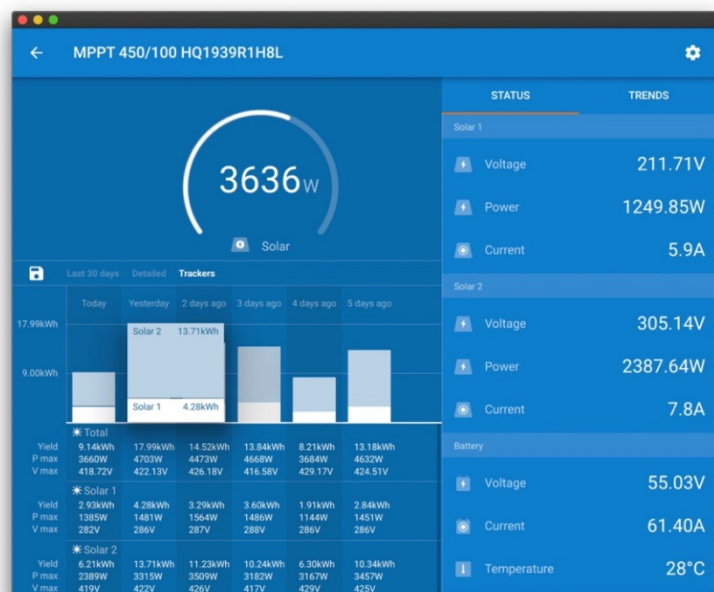 MPPT 450/100 HQ1939R1H8L
3636W
Solar
Last 30 days Detailed Trackers
Today Yesterday 2 days ago 3 days ago 4 days ago 5 days ago
17.99kWh
9.00kWh
Solar 2 13.71kWh
Solar 1 4.28kWh
Total
Yield 9.14kWh 17.99kWh 14.52kWh 13.84kWh 8.21kWh 13.18kWh
P max 3660W 4703W 4473W 4668W 3684W 4632W
V max 418.72V 422.13V 426.18V 416.58V 429.17V 424.51V
Solar 1
Yield 2.93kWh 4.28kWh 3.29kWh 3.60kWh 1.91kWh 2.84kWh
P max 1385W 1481W 1564W 1486W 1144W 1451W
V max 282V 286V 287V 288V 286V 286V
Solar 2
Yield 6.21kWh 13.71kWh 11.23kWh 10.24kWh 6.30kWh 10.34kWh
P max 2389W 3315W 3509W 3182W 3167W 3457W
V max 419V 422V 426V 417V 429V 425V
STATUS TRENDS
Solar 1
Voltage 211.71V
Power 1249.85W
Current 5.9A
Solar 2
Voltage 305.14V
Power 2387.64W
Current 7.8A
Battery
Voltage 55.03V
Current 61.40A
Temperature 28°C